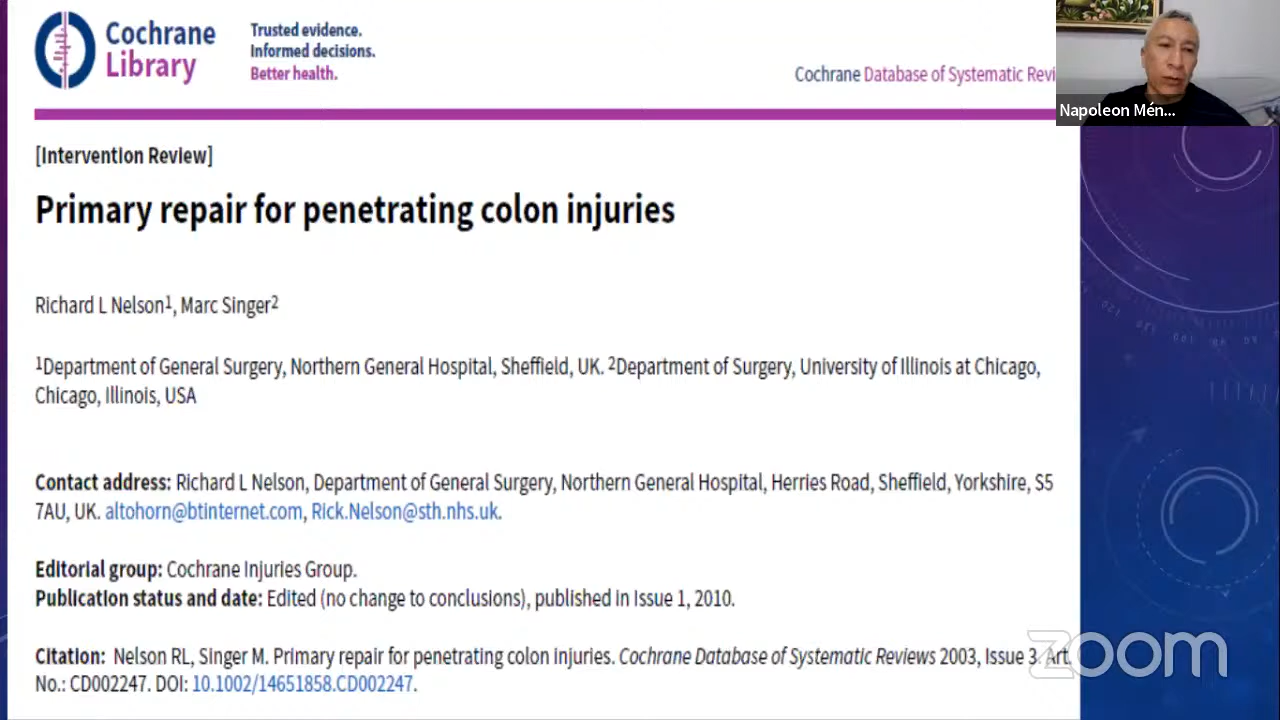 Cochrane
Library
Trusted evidence.
Informed decisions.
Better health.
Cochrane Database of Systematic Revi
Napoleon Mén...
[Intervention Review]
Primary repair for penetrating colon injuries
Richard L Nelson1, Marc Singer2
1Department of General Surgery, Northern General Hospital, Sheffield, UK. 2Department of Surgery, University of Illinois at Chicago,
Chicago, Illinois, USA
Contact address: Richard L Nelson, Department of General Surgery, Northern General Hospital, Herries Road, Sheffield, Yorkshire, S5
7AU, UK. altohorn@btinternet.com, Rick.Nelson@sth.nhs.uk.
Editorial group: Cochrane Injuries Group.
Publication status and date: Edited (no change to conclusions), published in Issue 1, 2010.
Citation: Nelson RL, Singer M. Primary repair for penetrating colon injuries. Cochrane Database of Systematic Reviews 2003, Issue 3. Art.
No.: CD002247. DOI: 10.1002/14651858.CD002247.
zoom